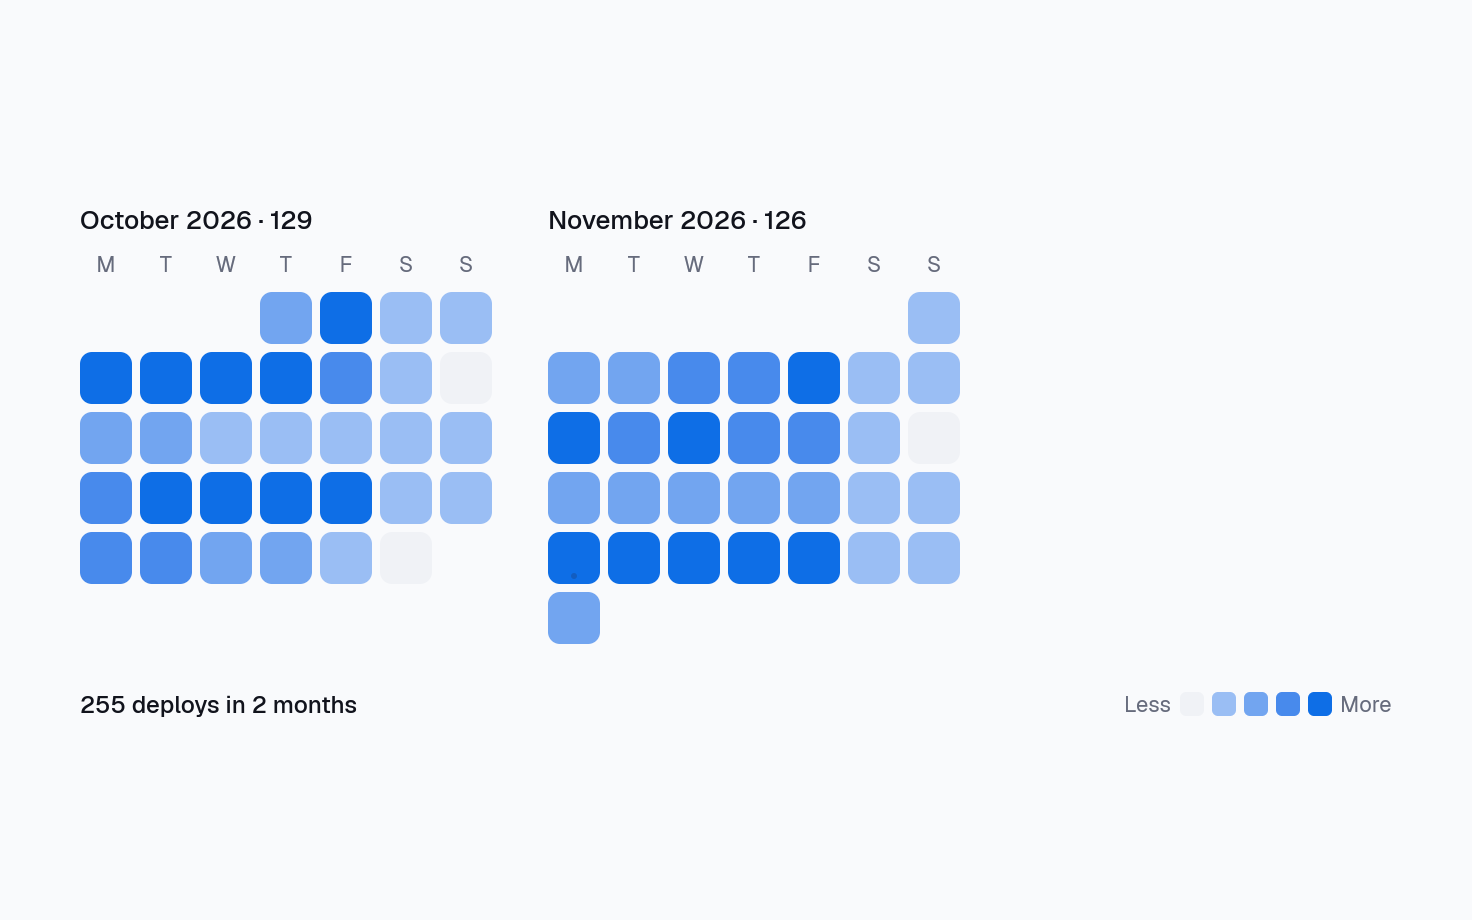 October 2026 · 129
M T W T F S S
November 2026 · 126
M T W T F S S
255 deploys in 2 months
Less
More